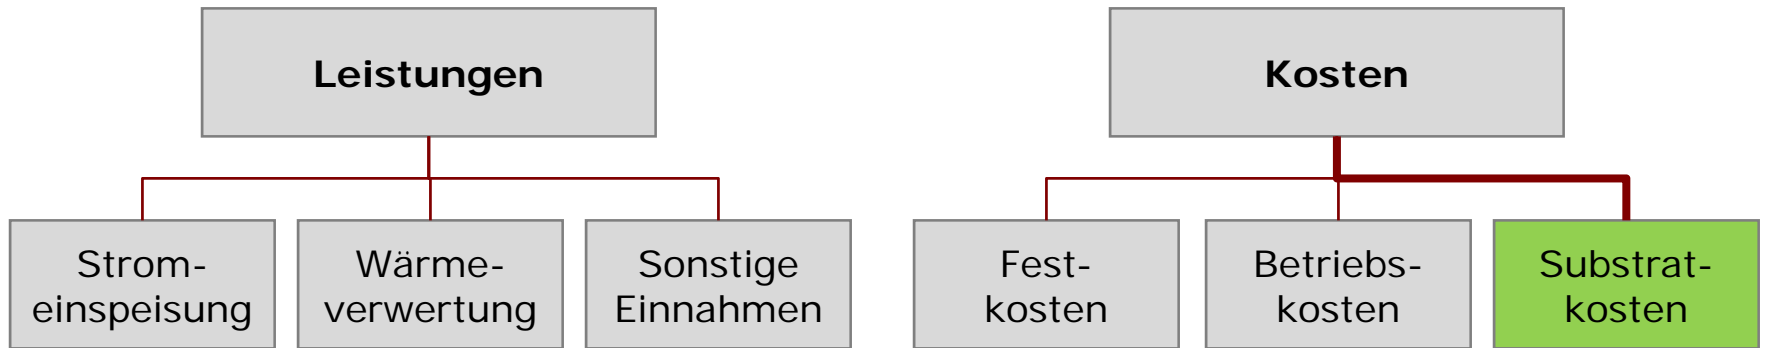 Leistungen
Kosten
Strom-
einspeisung
Wärme-
verwertung
Sonstige
Einnahmen
Fest-
kosten
Betriebs-
kosten
Substrat-
kosten